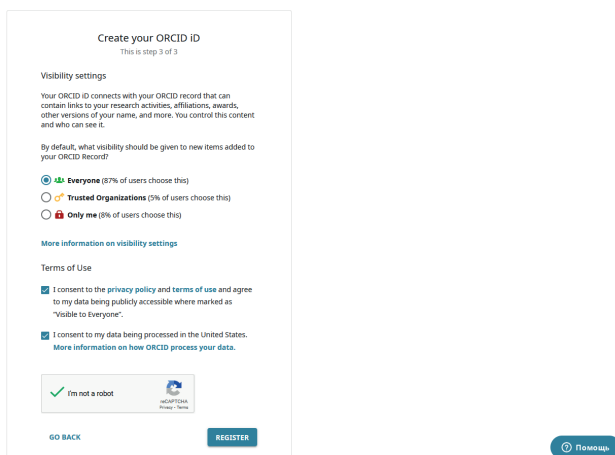 Create your ORCID iD
This is step 3 of 3
Visibility settings
Your ORCID iD connects with your ORCID record that can
contain links to your research activities, affiliations, awards,
other versions of your name, and more. You control this content
and who can see it.
By default, what visibility should be given to new items added to
your ORCID Record?
Everyone (87% of users choose this)
Trusted Organizations (5% of users choose this)
Only me (8% of users choose this)
More information on visibility settings
Terms of Use
I consent to the privacy policy and terms of use and agree
to my data being publicly accessible where marked as
"Visible to Everyone".
I consent to my data being processed in the United States.
More information on how ORCID process your data.
I'm not a robot
reCAPTCHA
Privacy - Terms
GO BACK
REGISTER
Помощь